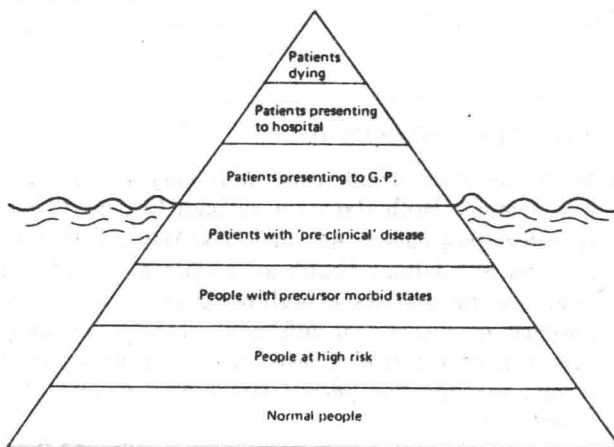 Patients
dying
Patients presenting
to hospital
Patients presenting to G.P.
Patients with 'pre-clinical' disease
People with precursor morbid states
People at high risk
Normal people